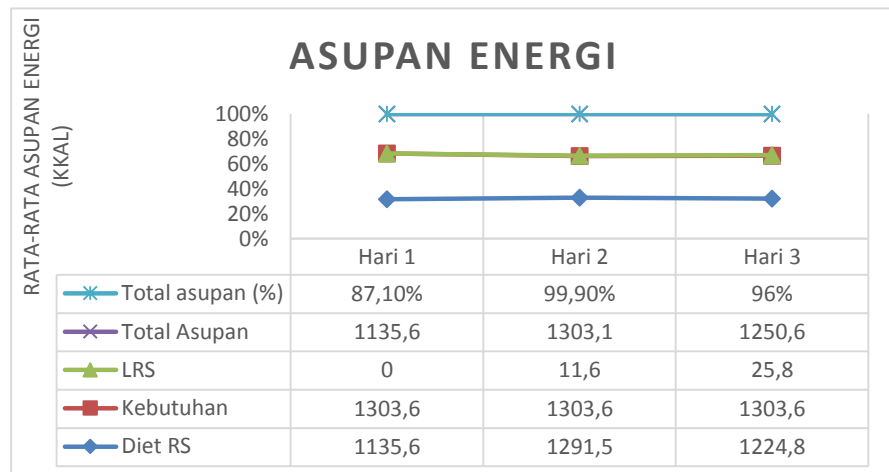 ASUPAN ENERGI
RATA-RATA ASUPAN ENERGI
(KKAL)
100%
80%
60%
40%
20%
0%
Hari 1 Hari 2 Hari 3
Total asupan (%) 87,10% 99,90% 96%
Total Asupan 1135,6 1303,1 1250,6
LRS 0 11,6 25,8
Kebutuhan 1303,6 1303,6 1303,6
Diet RS 1135,6 1291,5 1224,8